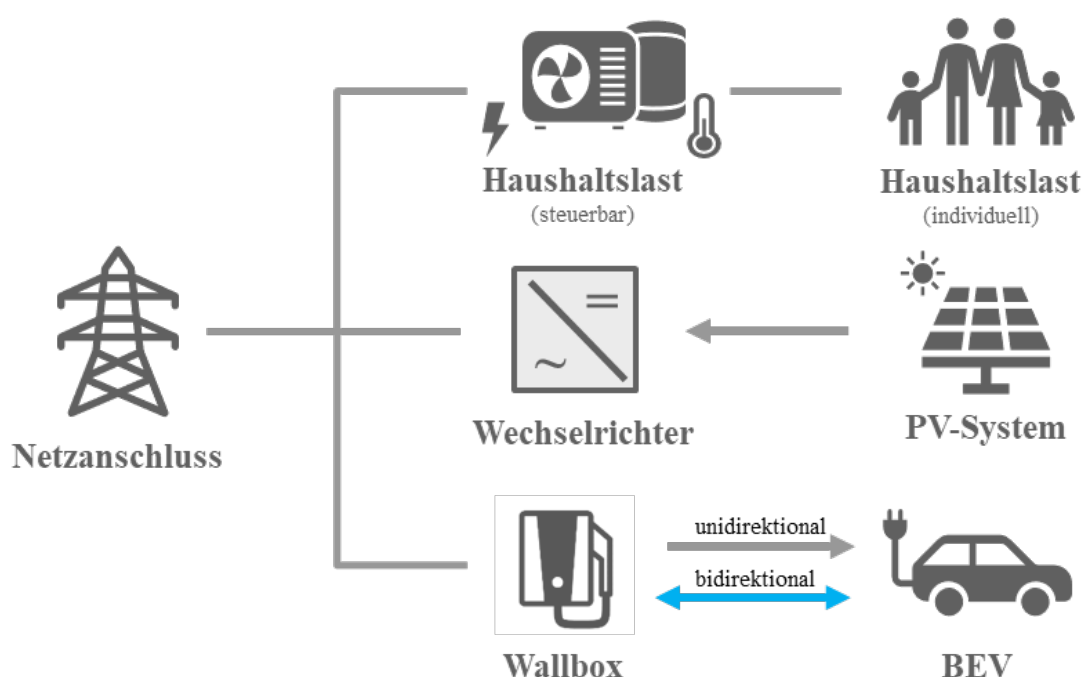 Haushaltslast
(steuerbar)
Haushaltslast
(individuell)
Netzanschluss
Wechselrichter
PV-System
unidirektional
bidirektional
Wallbox
BEV